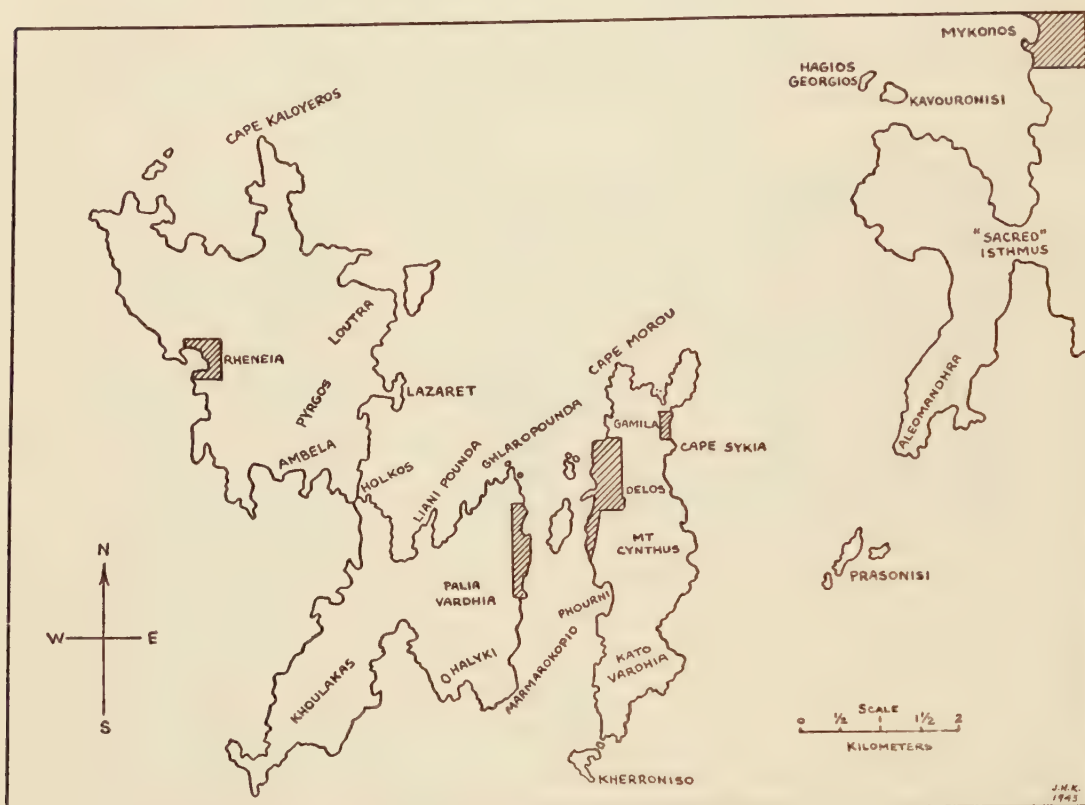 MYKONOS
HAGIOS
GEORGIOS
KAVOURONISI
CAPE KALOYEROS
"SACRED"
ISTHMUS
LOUTRA
CAPE MOROU
RHENEIA
LAZARET
PYRGOS
ALEOMANDHRA
GHLAROPOUNDA
GAMILA
CAPE SYKIA
AMBELA
HOLKOS
LIANI POUNDA
DELOS
MT
CYNTHUS
PRASONISI
PALIA
VARDHIA
PHOURNI
N
W E
S
KATO
VARDHIA
HALYKI
MARMAROKOPIO
KHOULAKAS
SCALE
0 1/2 1 1 1/2 2
KILOMETERS
KHERRONISO
J.H.K.
1945